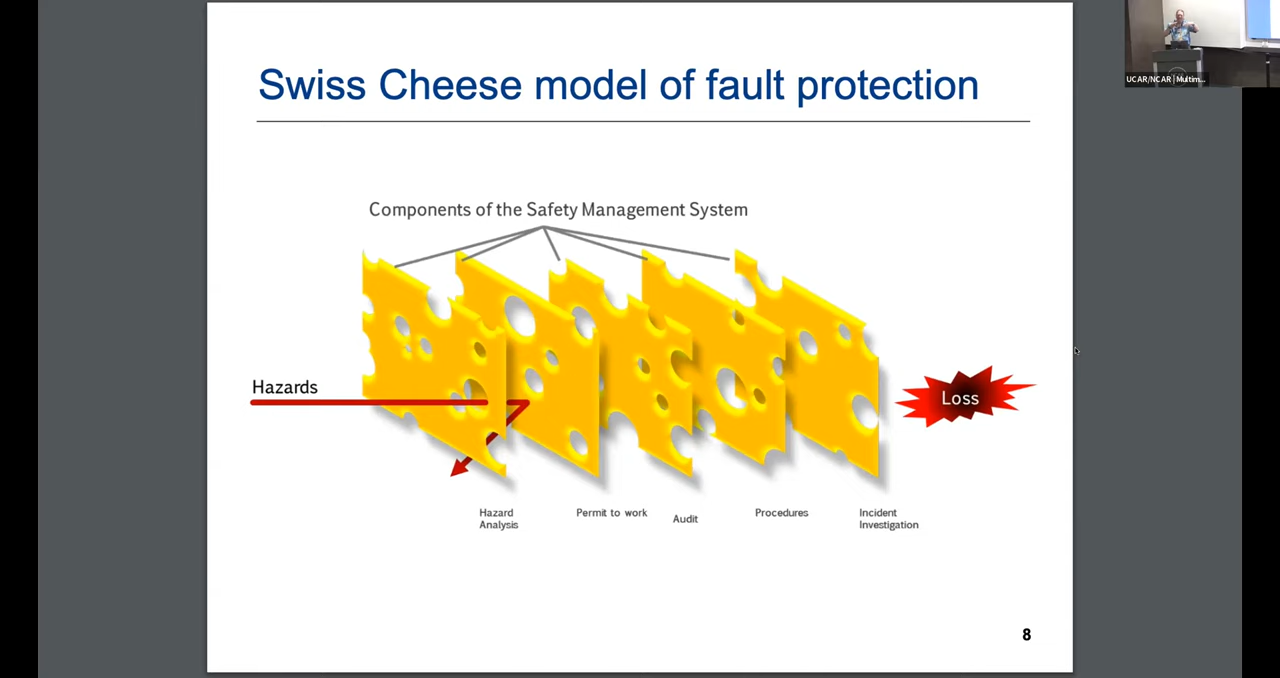 Swiss Cheese model of fault protection
UCAR/NCAR | Multim...
Components of the Safety Management System
Hazards
Loss
Hazard
Analysis
Permit to work
Audit
Procedures
Incident
Investigation
8